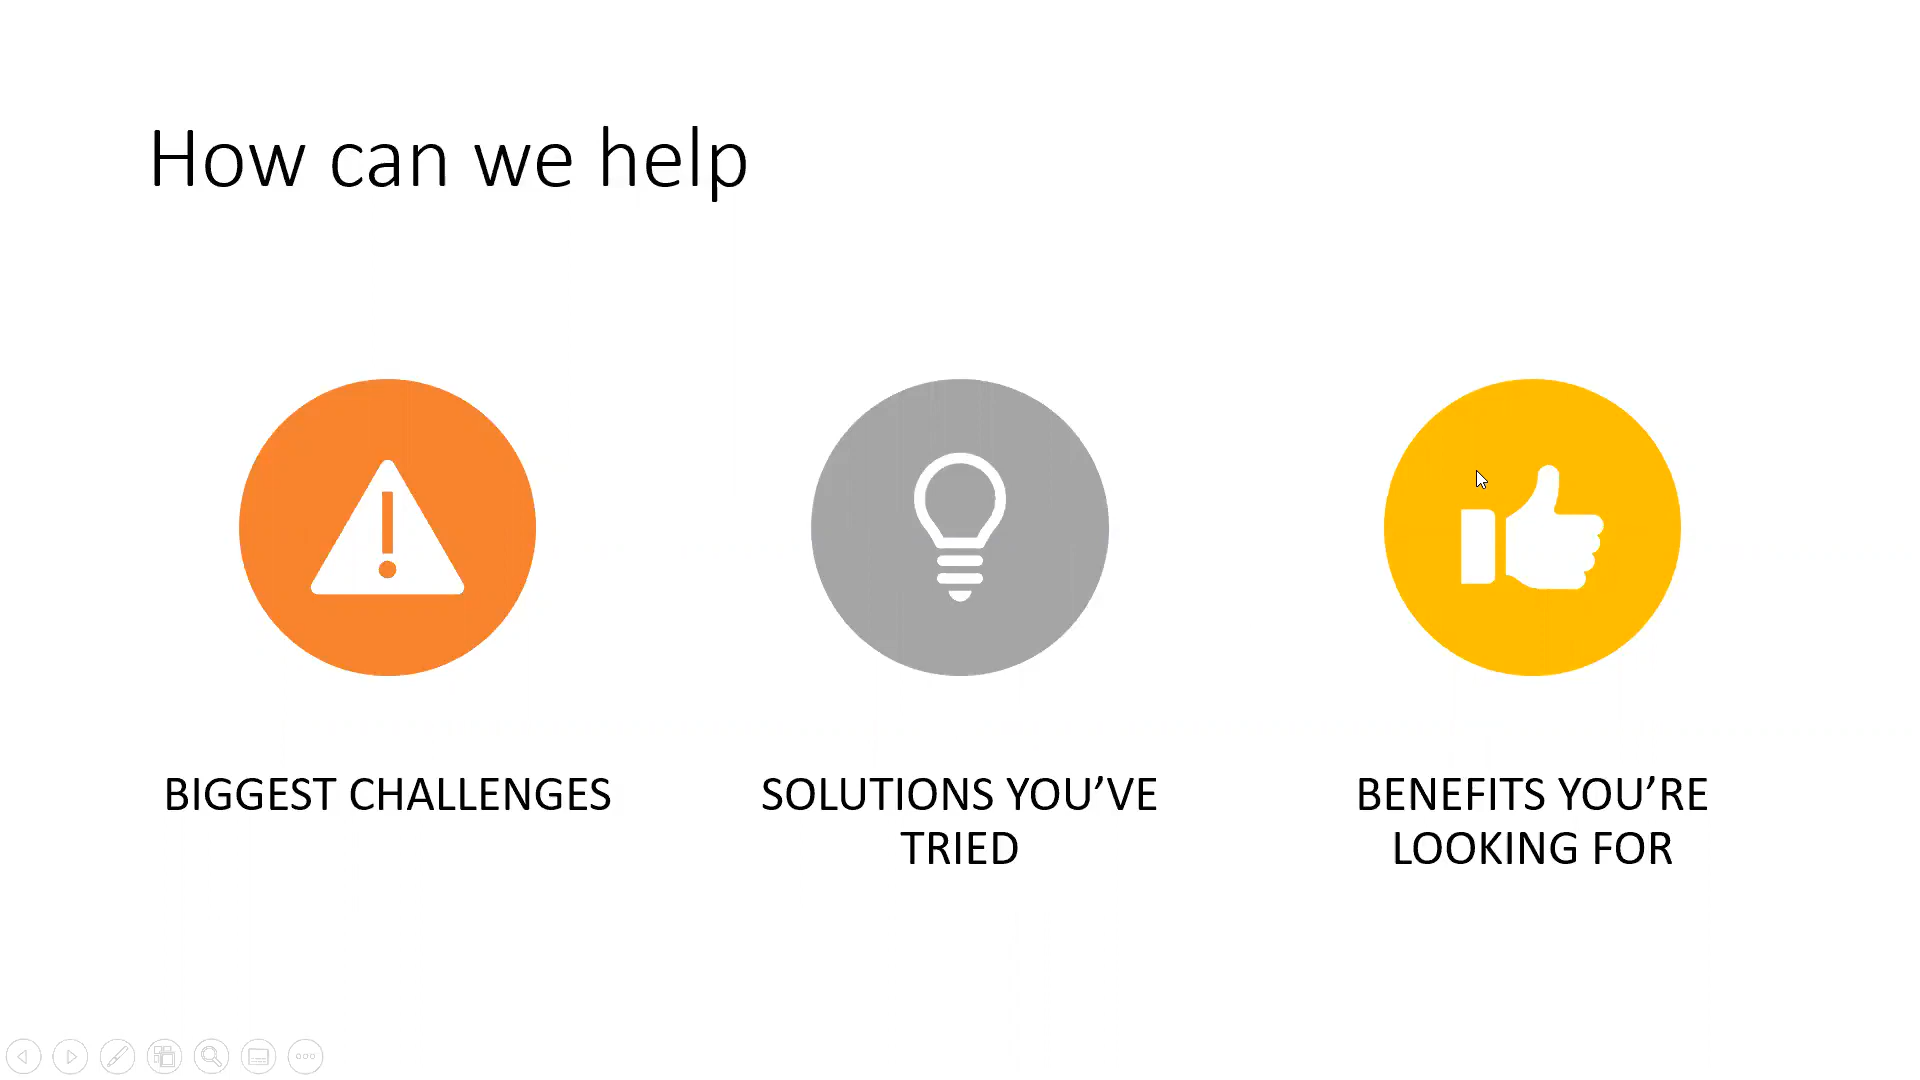 How can we help
BIGGEST CHALLENGES
SOLUTIONS YOU’VE
TRIED
BENEFITS YOU’RE
LOOKING FOR